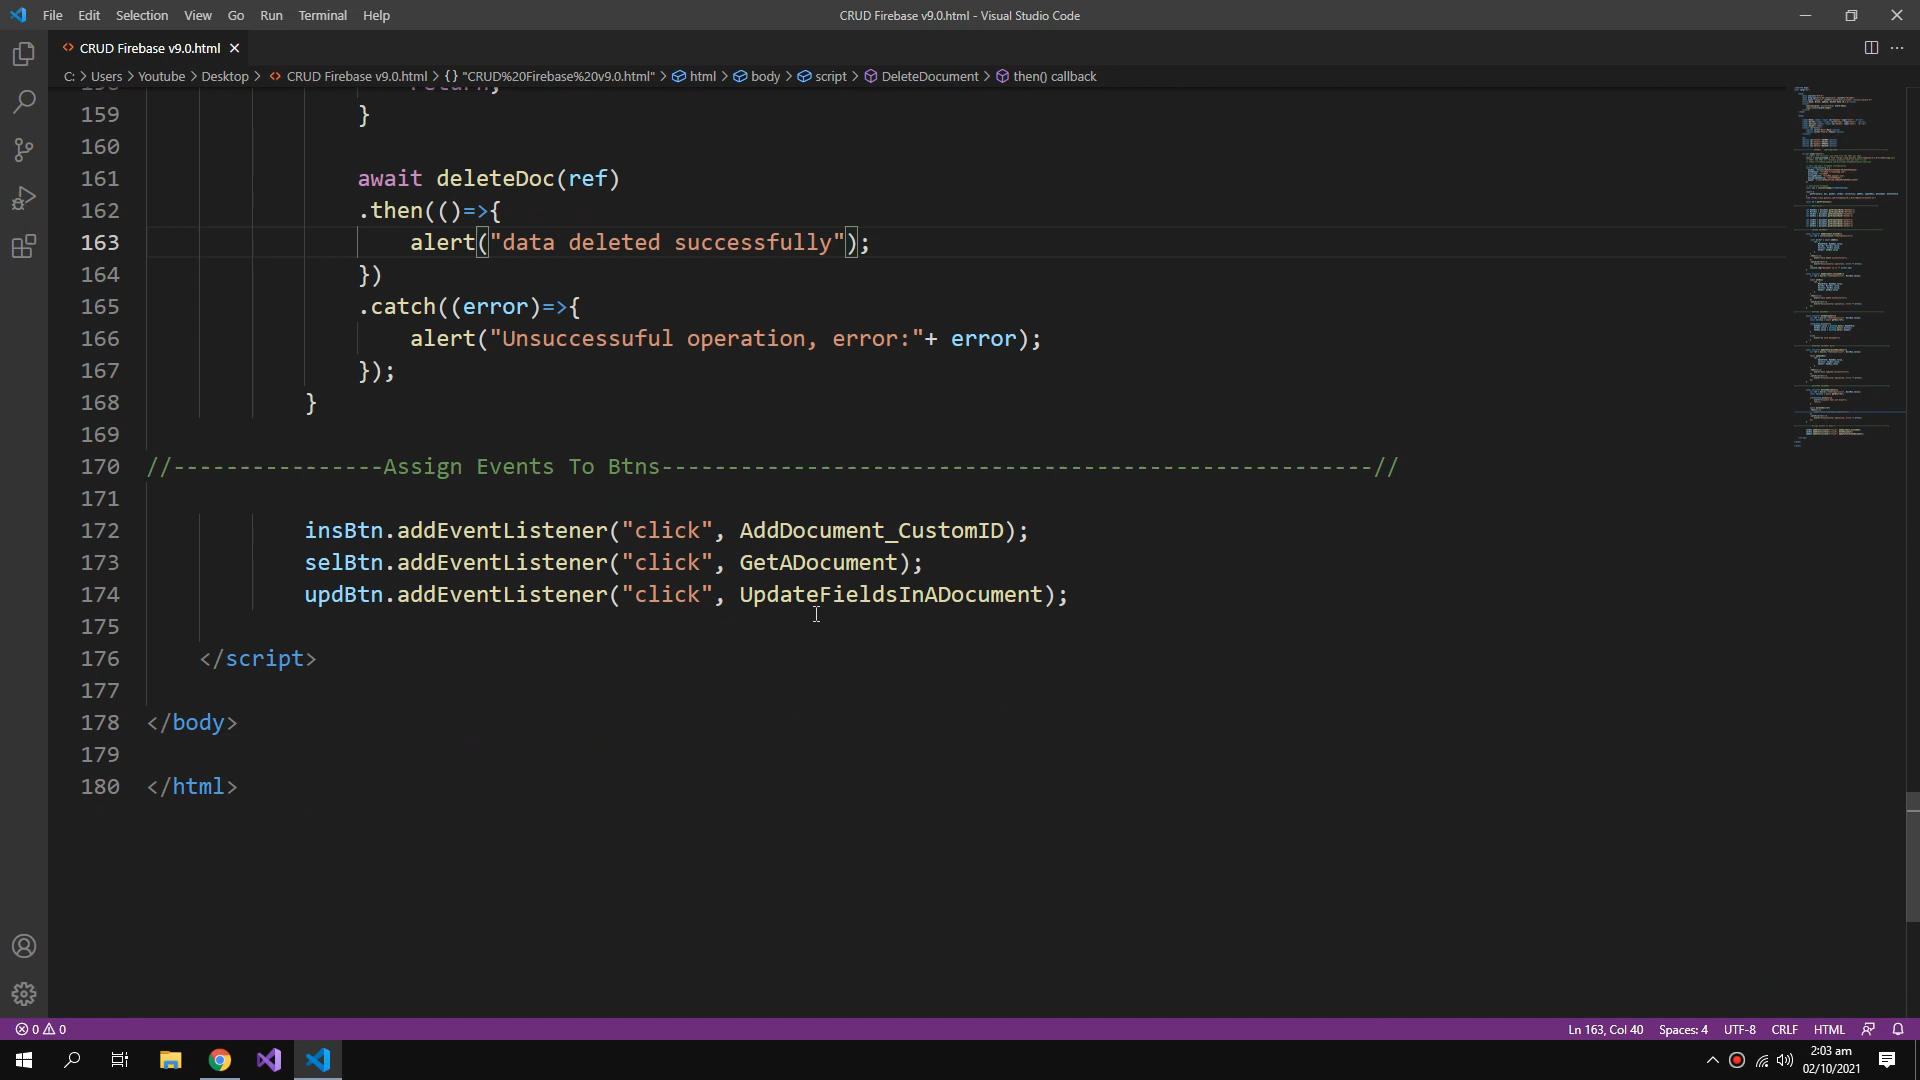 File Edit Selection View Go Run Terminal Help
CRUD Firebase v9.0.html - Visual Studio Code
CRUD Firebase v9.0.html
C: > Users > Youtube > Desktop > CRUD Firebase v9.0.html > {} "CRUD%20Firebase%20v9.0.html" > html > body > script > DeleteDocument > then() callback
158 return;
159 }
160
161 await deleteDoc(ref)
162 .then(()=>{
163 alert("data deleted successfully");
164 })
165 .catch((error)=>{
166 alert("Unsuccessuful operation, error:"+ error);
167 });
168 }
169
170 //----------------Assign Events To Btns------------------------------------------------------//
171
172 insBtn.addEventListener("click", AddDocument_CustomID);
173 selBtn.addEventListener("click", GetADocument);
174 updBtn.addEventListener("click", UpdateFieldsInADocument);
175
176 </script>
177
178 </body>
179
180 </html>
0 0
Ln 163, Col 40 Spaces: 4 UTF-8 CRLF HTML
2:03 am
02/10/2021